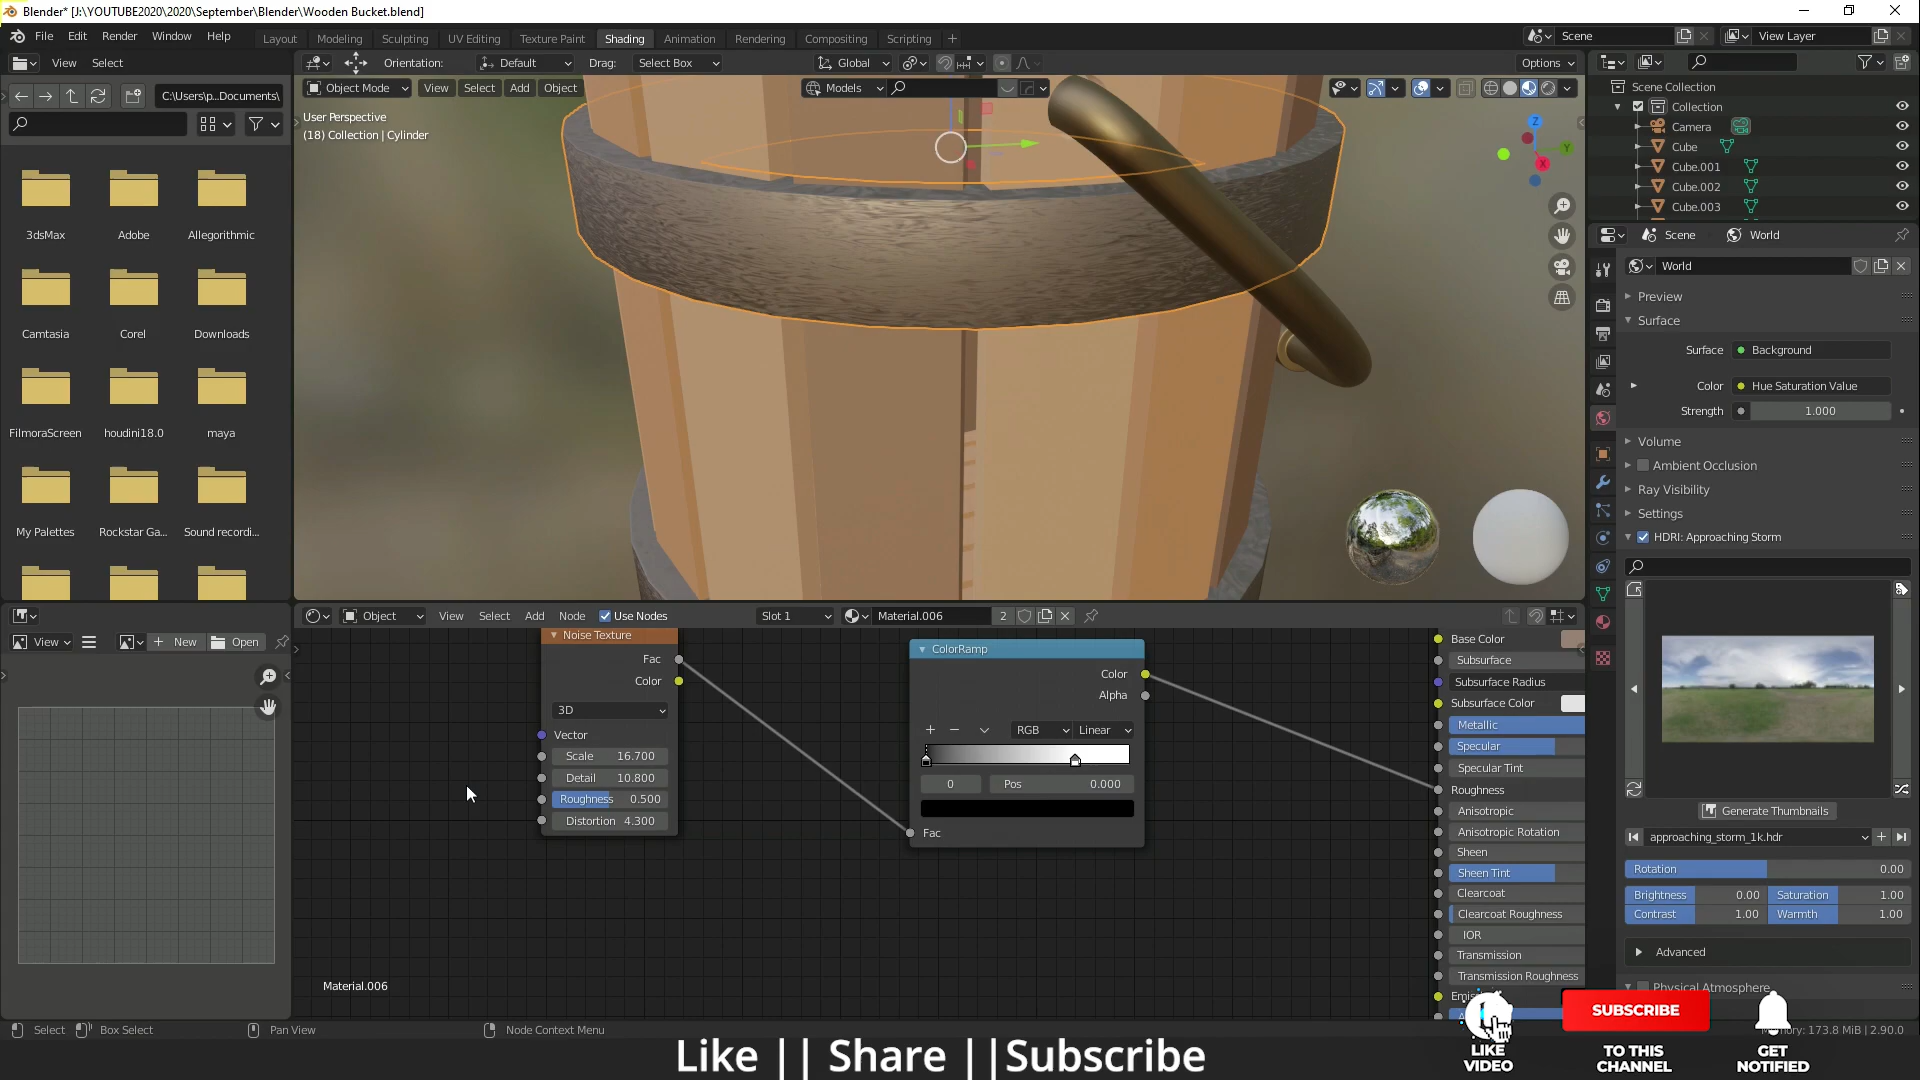 Blender* [J:\YOUTUBE2020\2020\September\Blender\Wooden Bucket.blend]
File Edit Render Window Help
Layout Modeling Sculpting UV Editing Texture Paint Shading Animation Rendering Compositing Scripting +
Scene View Layer
View Select
Orientation: Default Drag: Select Box Global Options
C:\Users\p...Documents\
Object Mode View Select Add Object Models
User Perspective
(18) Collection | Cylinder
3dsMax Adobe Allegorithmic
Camtasia Corel Downloads
FilmoraScreen houdini18.0 maya
My Palettes Rockstar Ga... Sound recordi...
Z
Y
X
Scene Collection
Collection
Camera
Cube
Cube.001
Cube.002
Cube.003
Scene World
World
Preview
Surface
Surface Background
Color Hue Saturation Value
Strength 1.000
Volume
Ambient Occlusion
Ray Visibility
Settings
HDRI: Approaching Storm
Generate Thumbnails
approaching_storm_1k.hdr
Rotation 0.00
Brightness 0.00 Saturation 1.00
Contrast 1.00 Warmth 1.00
Advanced
Physical Atmosphere
View New Open
Object View Select Add Node Use Nodes Slot 1 Material.006 2
Noise Texture
Fac
Color
3D
Vector
Scale 16.700
Detail 10.800
Roughness 0.500
Distortion 4.300
ColorRamp
Color
Alpha
RGB Linear
0 Pos 0.000
Fac
Base Color
Subsurface
Subsurface Radius
Subsurface Color
Metallic
Specular
Specular Tint
Roughness
Anisotropic
Anisotropic Rotation
Sheen
Sheen Tint
Clearcoat
Clearcoat Roughness
IOR
Transmission
Transmission Roughness
Material.006
Select Box Select Pan View Node Context Menu
173.8 MiB | 2.90.0
Like || Share ||Subscribe
LIKE
VIDEO
SUBSCRIBE
TO THIS
CHANNEL
GET
NOTIFIED